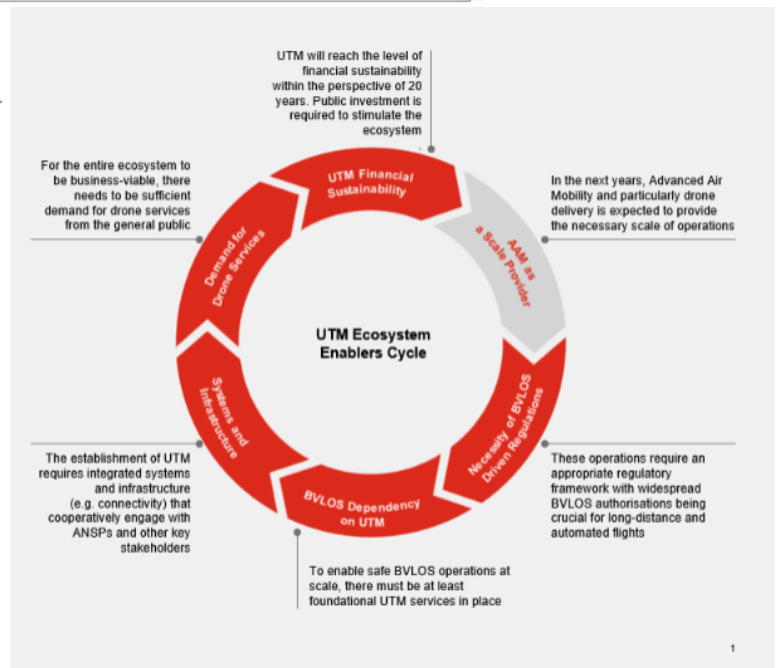 UTM will reach the level of
financial sustainability
within the perspective of 20
years. Public investment is
required to stimulate the
ecosystem
For the entire ecosystem to
be business-viable, there
needs to be sufficient
demand for drone services
from the general public
In the next years, Advanced Air
Mobility and particularly drone
delivery is expected to provide
the necessary scale of operations
UTM Financial
Sustainability
AAM as
a Scale Provider
Necessity of BVLOS
Driven Regulations
BVLOS Dependency
on UTM
Systems and
Infrastructure
Demand for
Drone Services
UTM Ecosystem
Enablers Cycle
The establishment of UTM
requires integrated systems
and infrastructure
(e.g. connectivity) that
cooperatively engage with
ANSPs and other key
stakeholders
These operations require an
appropriate regulatory
framework with widespread
BVLOS authorisations being
crucial for long-distance and
automated flights
To enable safe BVLOS operations at
scale, there must be at least
foundational UTM services in place
1